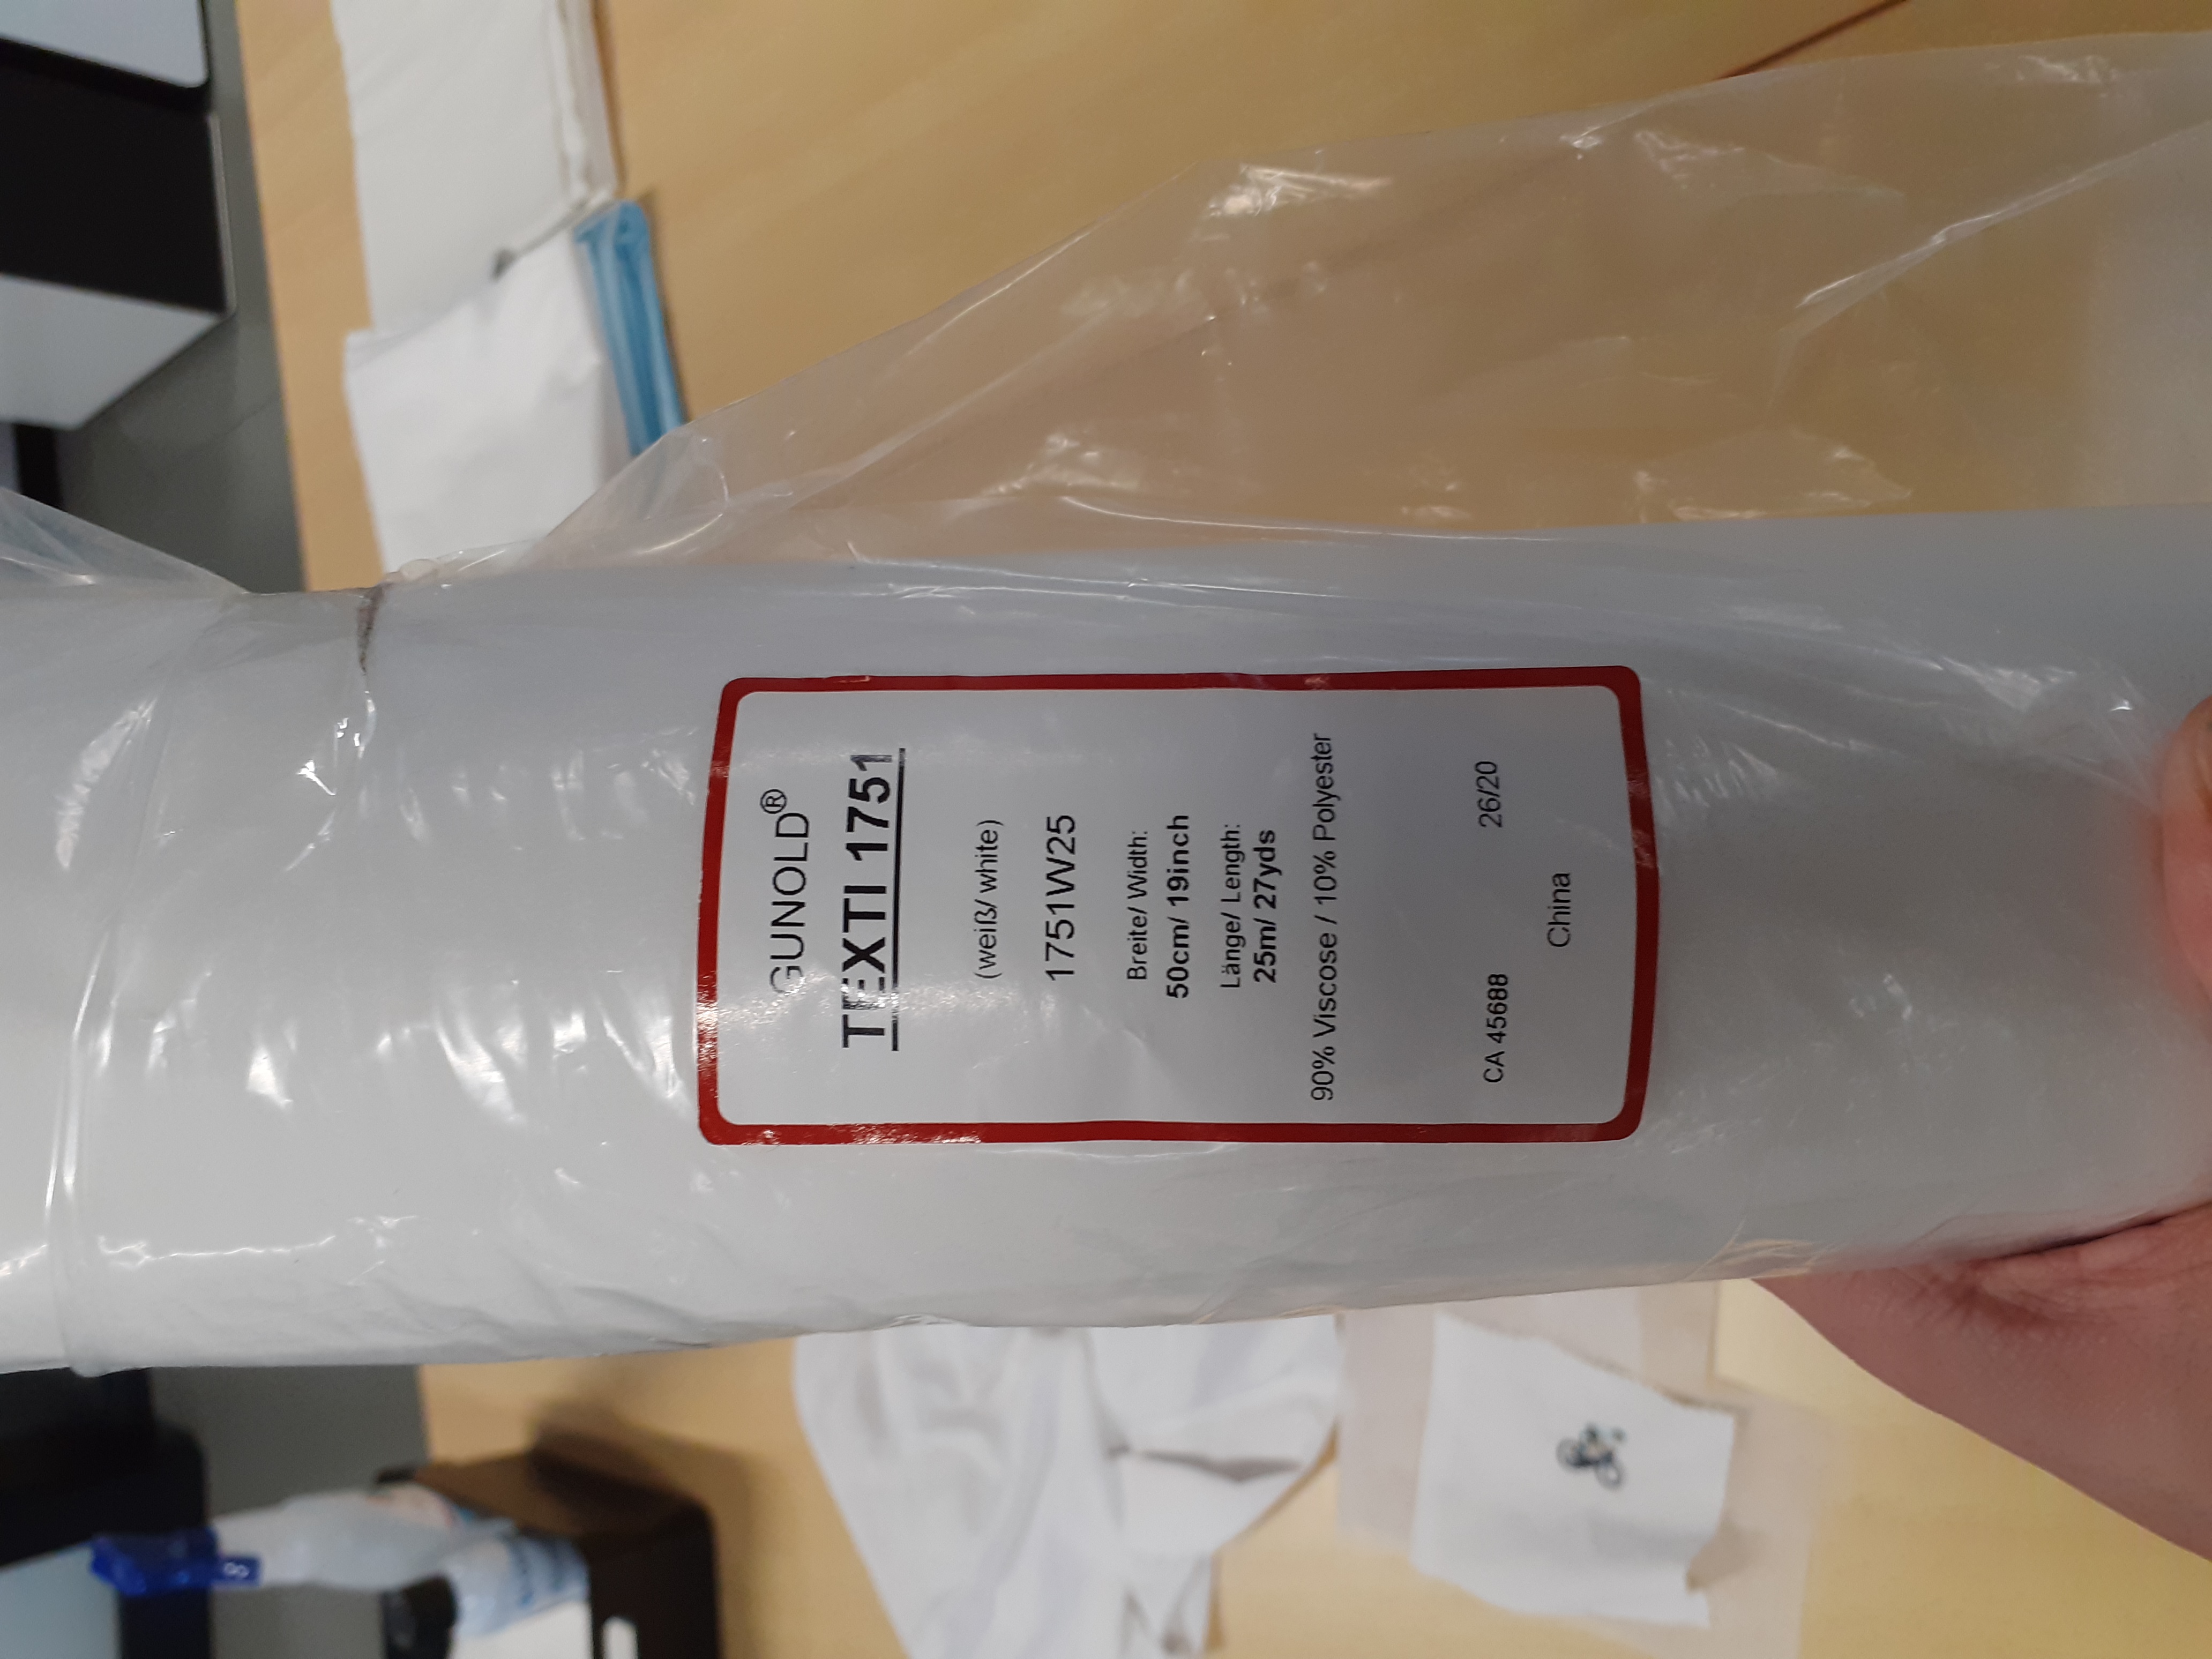 GUNOLD®
TEXTI 1751
(weiß/ white)
1751W25
Breite/ Width:
50cm/ 19inch
Länge/ Length:
25m/ 27yds
90% Viscose / 10% Polyester
CA 45688 26/20
China